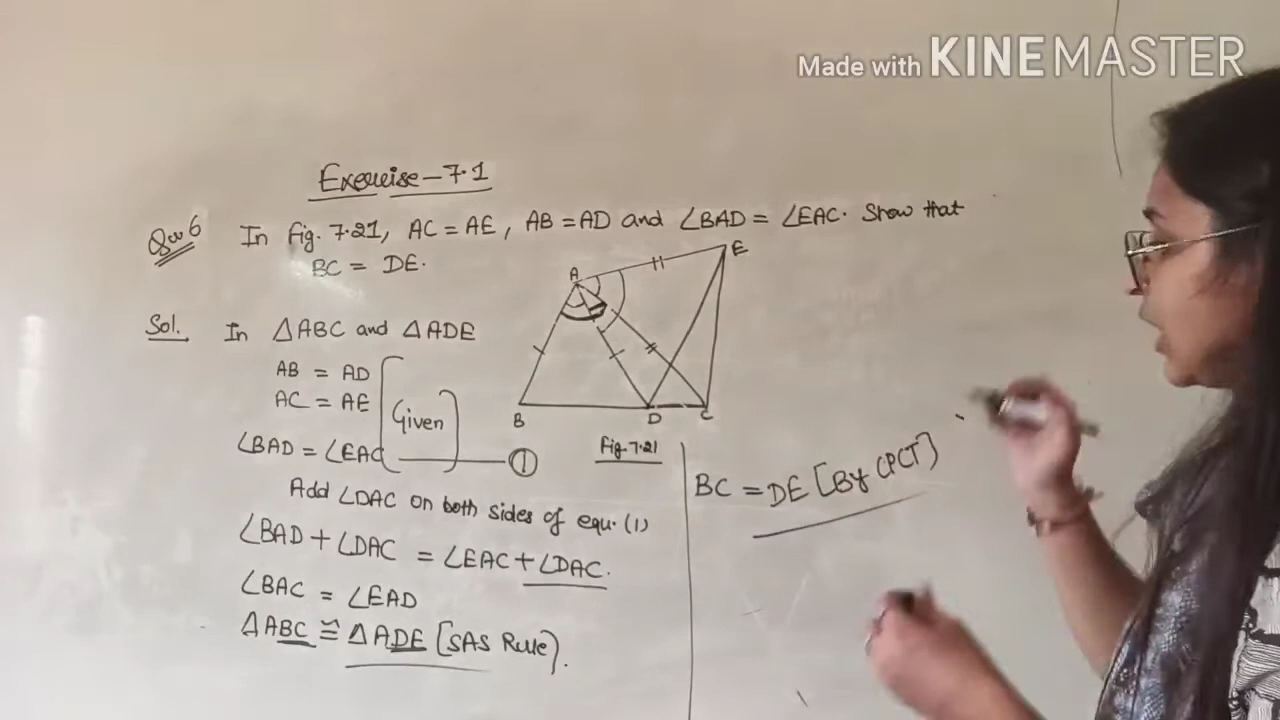 Made with KINEMASTER
Exercise-7.1
Que 6 In Fig. 7.21, AC = AE, AB = AD and ∠BAD = ∠EAC. Show that
BC = DE.
Sol. In △ABC and △ADE
AB = AD
AC = AE
[Given]
∠BAD = ∠EAC ①
Add ∠DAC on both sides of equ. (1)
∠BAD + ∠DAC = ∠EAC + ∠DAC.
∠BAC = ∠EAD
△ABC ≅ △ADE [SAS Rule).
A
E
B
D
C
Fig-7.21
BC = DE [By CPCT]